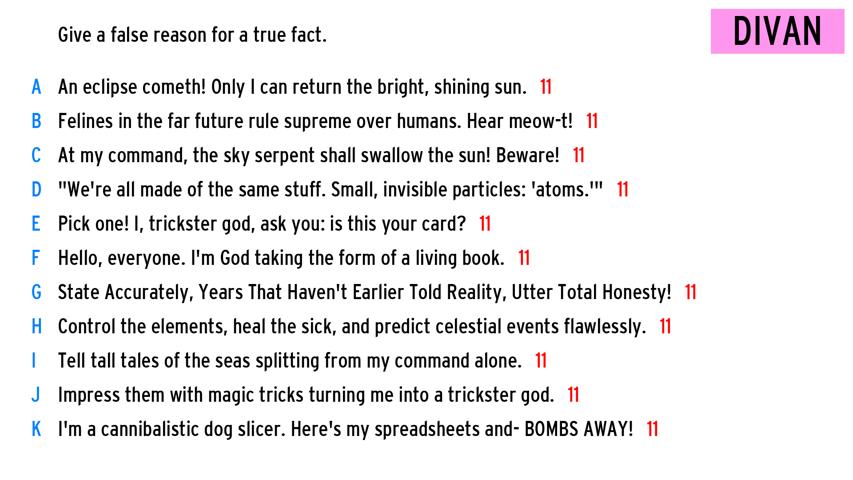 Give a false reason for a true fact.
DIVAN
A An eclipse cometh! Only I can return the bright, shining sun. 11
B Felines in the far future rule supreme over humans. Hear meow-t! 11
C At my command, the sky serpent shall swallow the sun! Beware! 11
D "We're all made of the same stuff. Small, invisible particles: 'atoms.'" 11
E Pick one! I, trickster god, ask you: is this your card? 11
F Hello, everyone. I'm God taking the form of a living book. 11
G State Accurately, Years That Haven't Earlier Told Reality, Utter Total Honesty! 11
H Control the elements, heal the sick, and predict celestial events flawlessly. 11
I Tell tall tales of the seas splitting from my command alone. 11
J Impress them with magic tricks turning me into a trickster god. 11
K I'm a cannibalistic dog slicer. Here's my spreadsheets and- BOMBS AWAY! 11